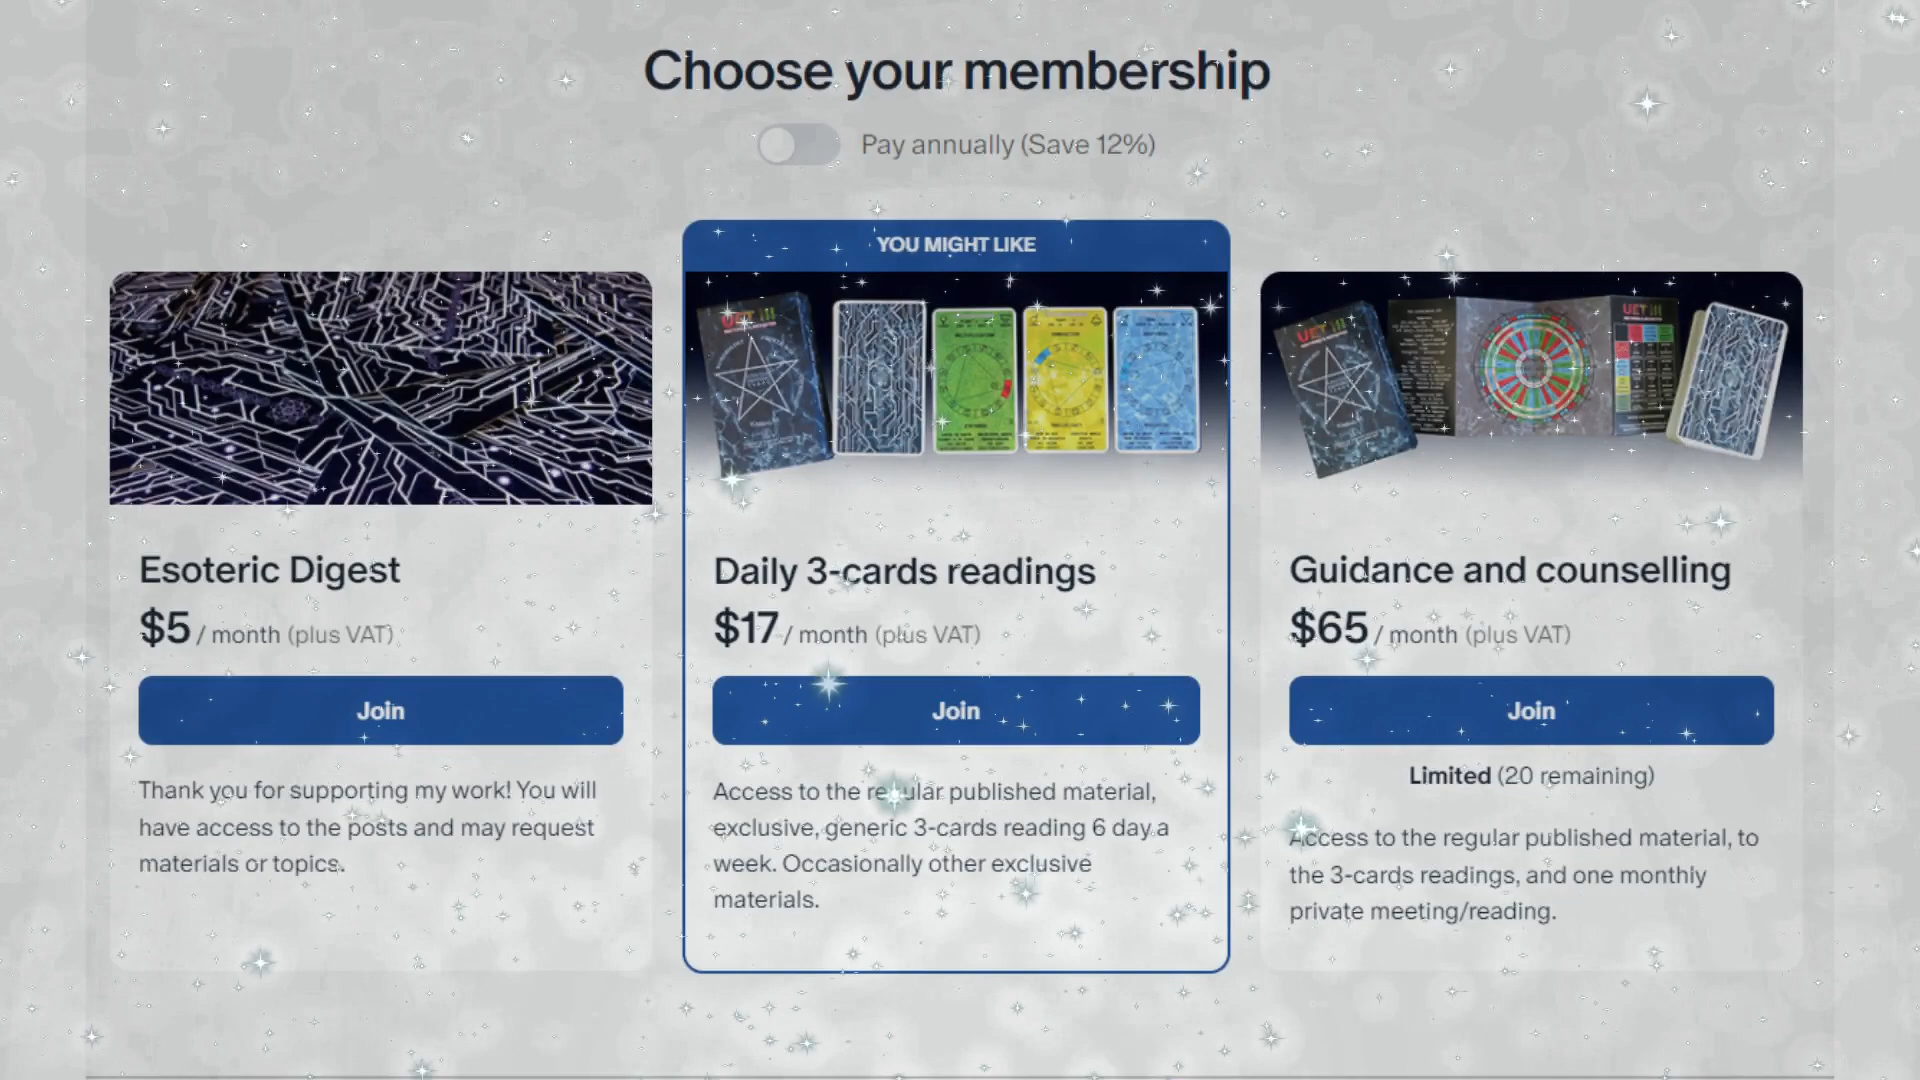 Choose your membership
Pay annually (Save 12%)
YOU MIGHT LIKE
Esoteric Digest
$5 / month (plus VAT)
Join
Thank you for supporting my work! You will
have access to the posts and may request
materials or topics.
Daily 3-cards readings
$17 / month (plus VAT)
Join
Access to the regular published material,
exclusive, generic 3-cards reading 6 day a
week. Occasionally other exclusive
materials.
Guidance and counselling
$65 / month (plus VAT)
Join
Limited (20 remaining)
Access to the regular published material, to
the 3-cards readings, and one monthly
private meeting/reading.